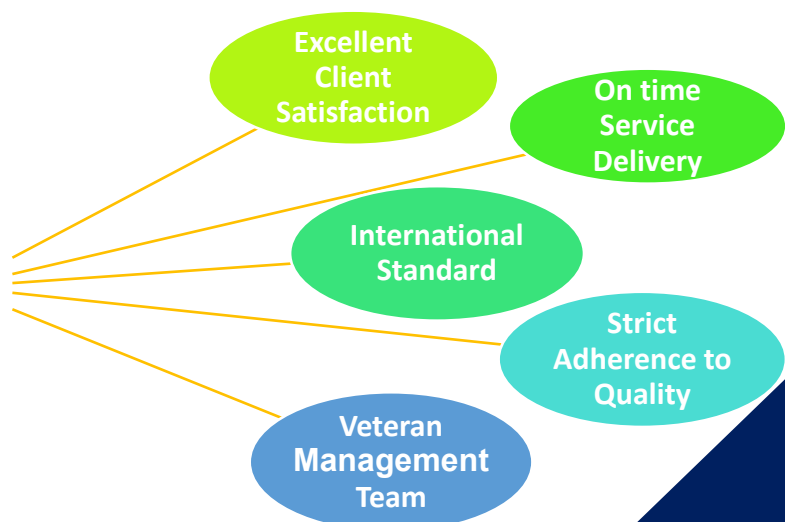 Excellent
Client
Satisfaction
On time
Service
Delivery
International
Standard
Strict
Adherence to
Quality
Veteran
Management
Team